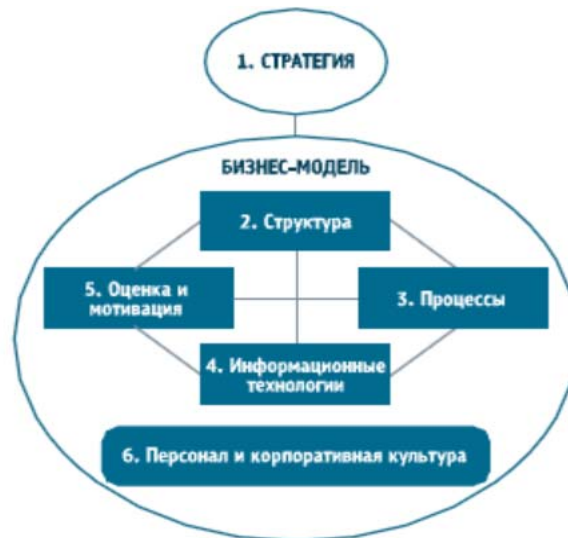 1. СТРАТЕГИЯ
БИЗНЕС-МОДЕЛЬ
2. Структура
5. Оценка и
мотивация
3. Процессы
4. Информационные
технологии
6. Персонал и корпоративная культура